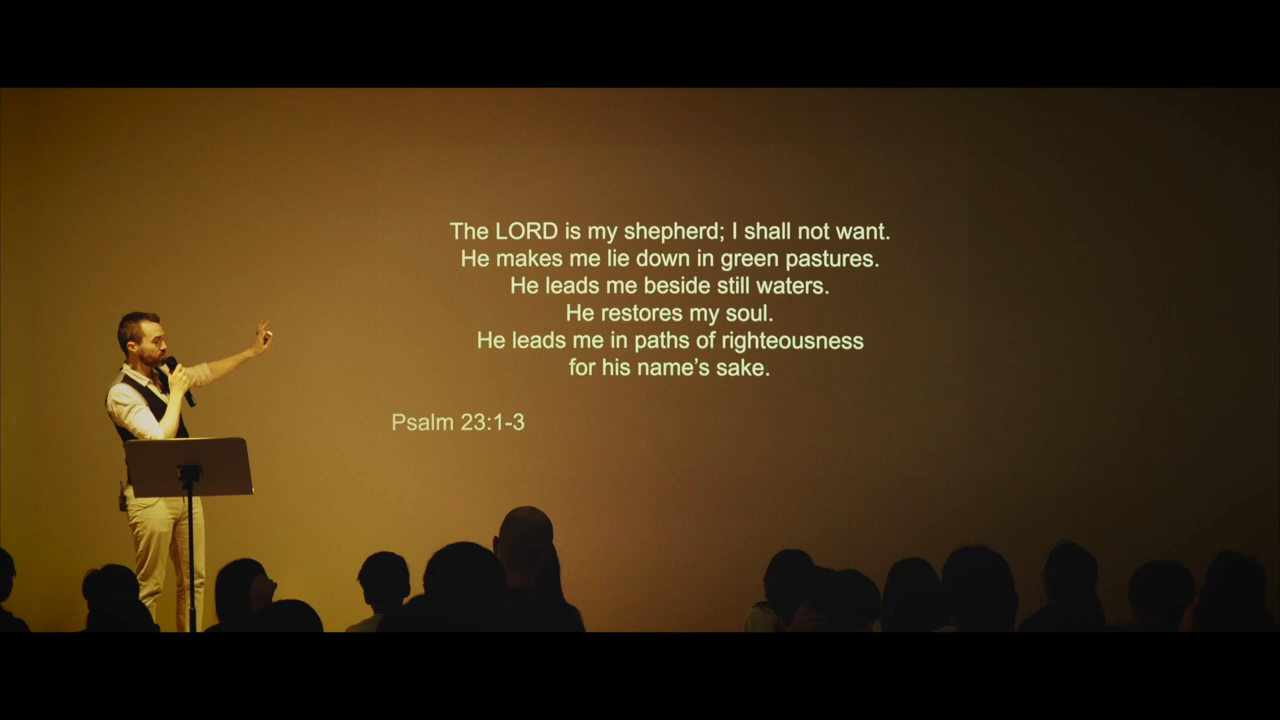 The LORD is my shepherd; I shall not want.
He makes me lie down in green pastures.
He leads me beside still waters.
He restores my soul.
He leads me in paths of righteousness
for his name’s sake.
Psalm 23:1-3